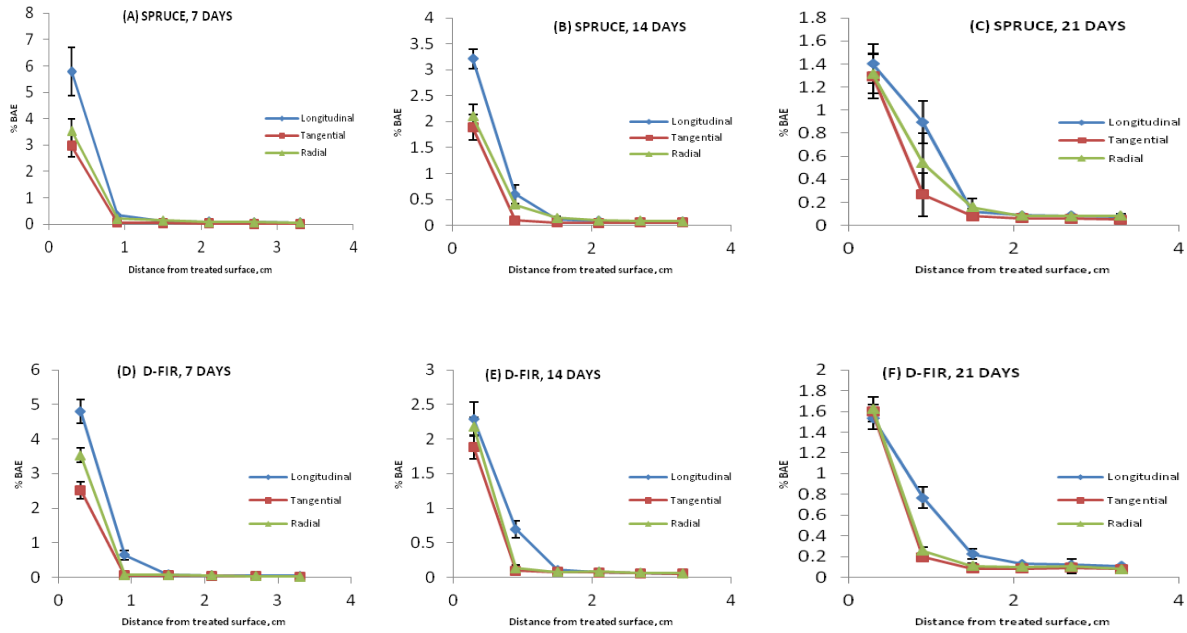 (A) SPRUCE, 7 DAYS
% BAE
8
7
6
5
4
3
2
1
0
0 1 2 3 4
Distance from treated surface, cm
Longitudinal
Tangential
Radial
(B) SPRUCE, 14 DAYS
% BAE
4
3.5
3
2.5
2
1.5
1
0.5
0
0 2 4
Distance from treated surface, cm
Longitudinal
Tangential
Radial
(C) SPRUCE, 21 DAYS
% BAE
1.8
1.6
1.4
1.2
1
0.8
0.6
0.4
0.2
0
0 2 4
Distance from treated surface, cm
Longitudinal
Tangential
Radial
(D) D-FIR, 7 DAYS
% BAE
6
5
4
3
2
1
0
0 1 2 3 4
Distance from treated surface, cm
Longitudinal
Tangential
Radial
(E) D-FIR, 14 DAYS
% BAE
3
2.5
2
1.5
1
0.5
0
0 2 4
Distance from treated surface, cm
Longitudinal
Tangential
Radial
(F) D-FIR, 21 DAYS
% BAE
2
1.8
1.6
1.4
1.2
1
0.8
0.6
0.4
0.2
0
0 2 4
Distance from treated surface, cm
Longitudinal
Tangential
Radial